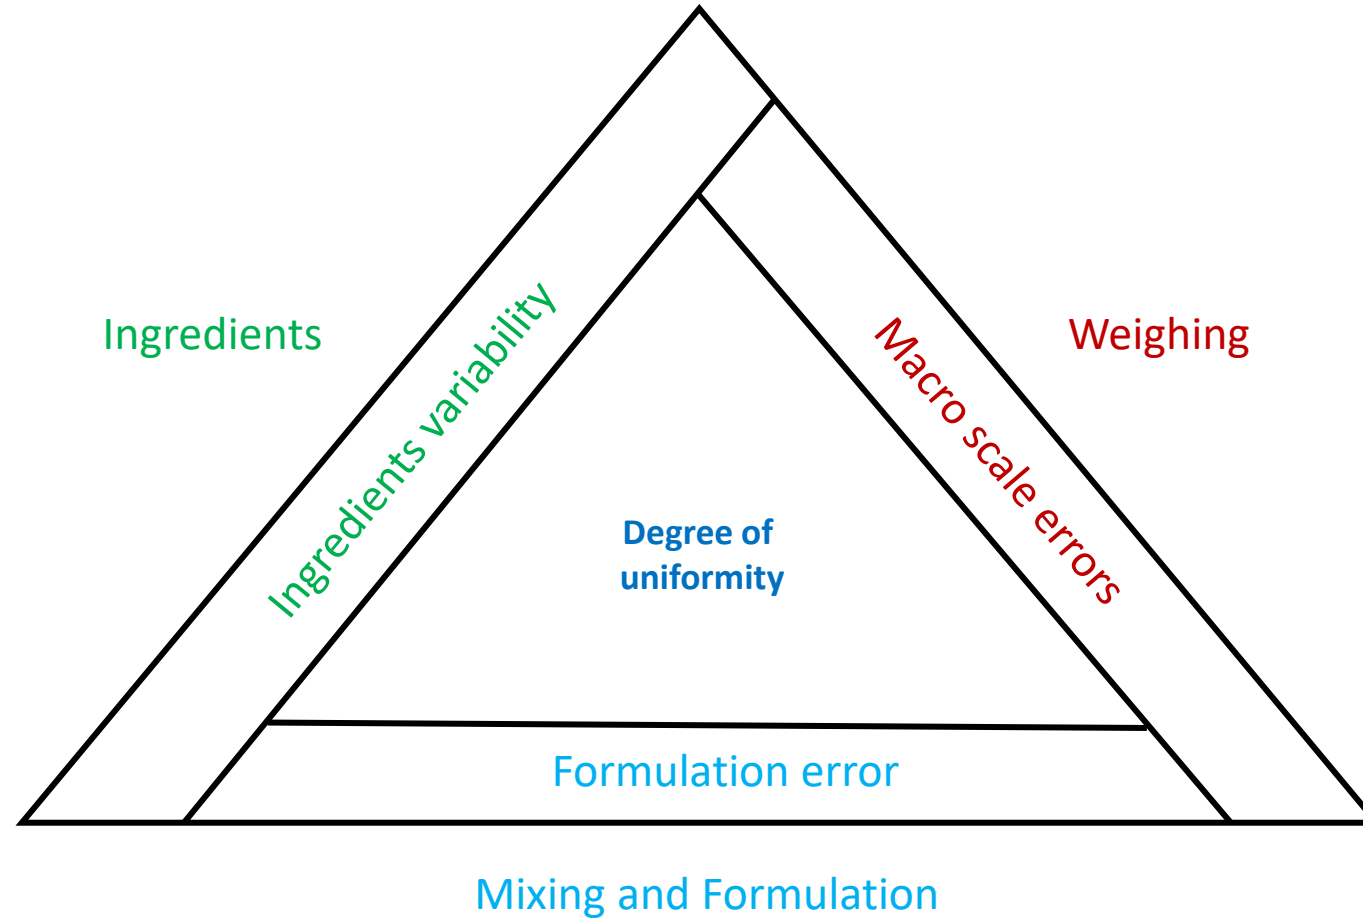 Ingredients
Weighing
Ingredients variability
Macro scale errors
Degree of
uniformity
Formulation error
Mixing and Formulation